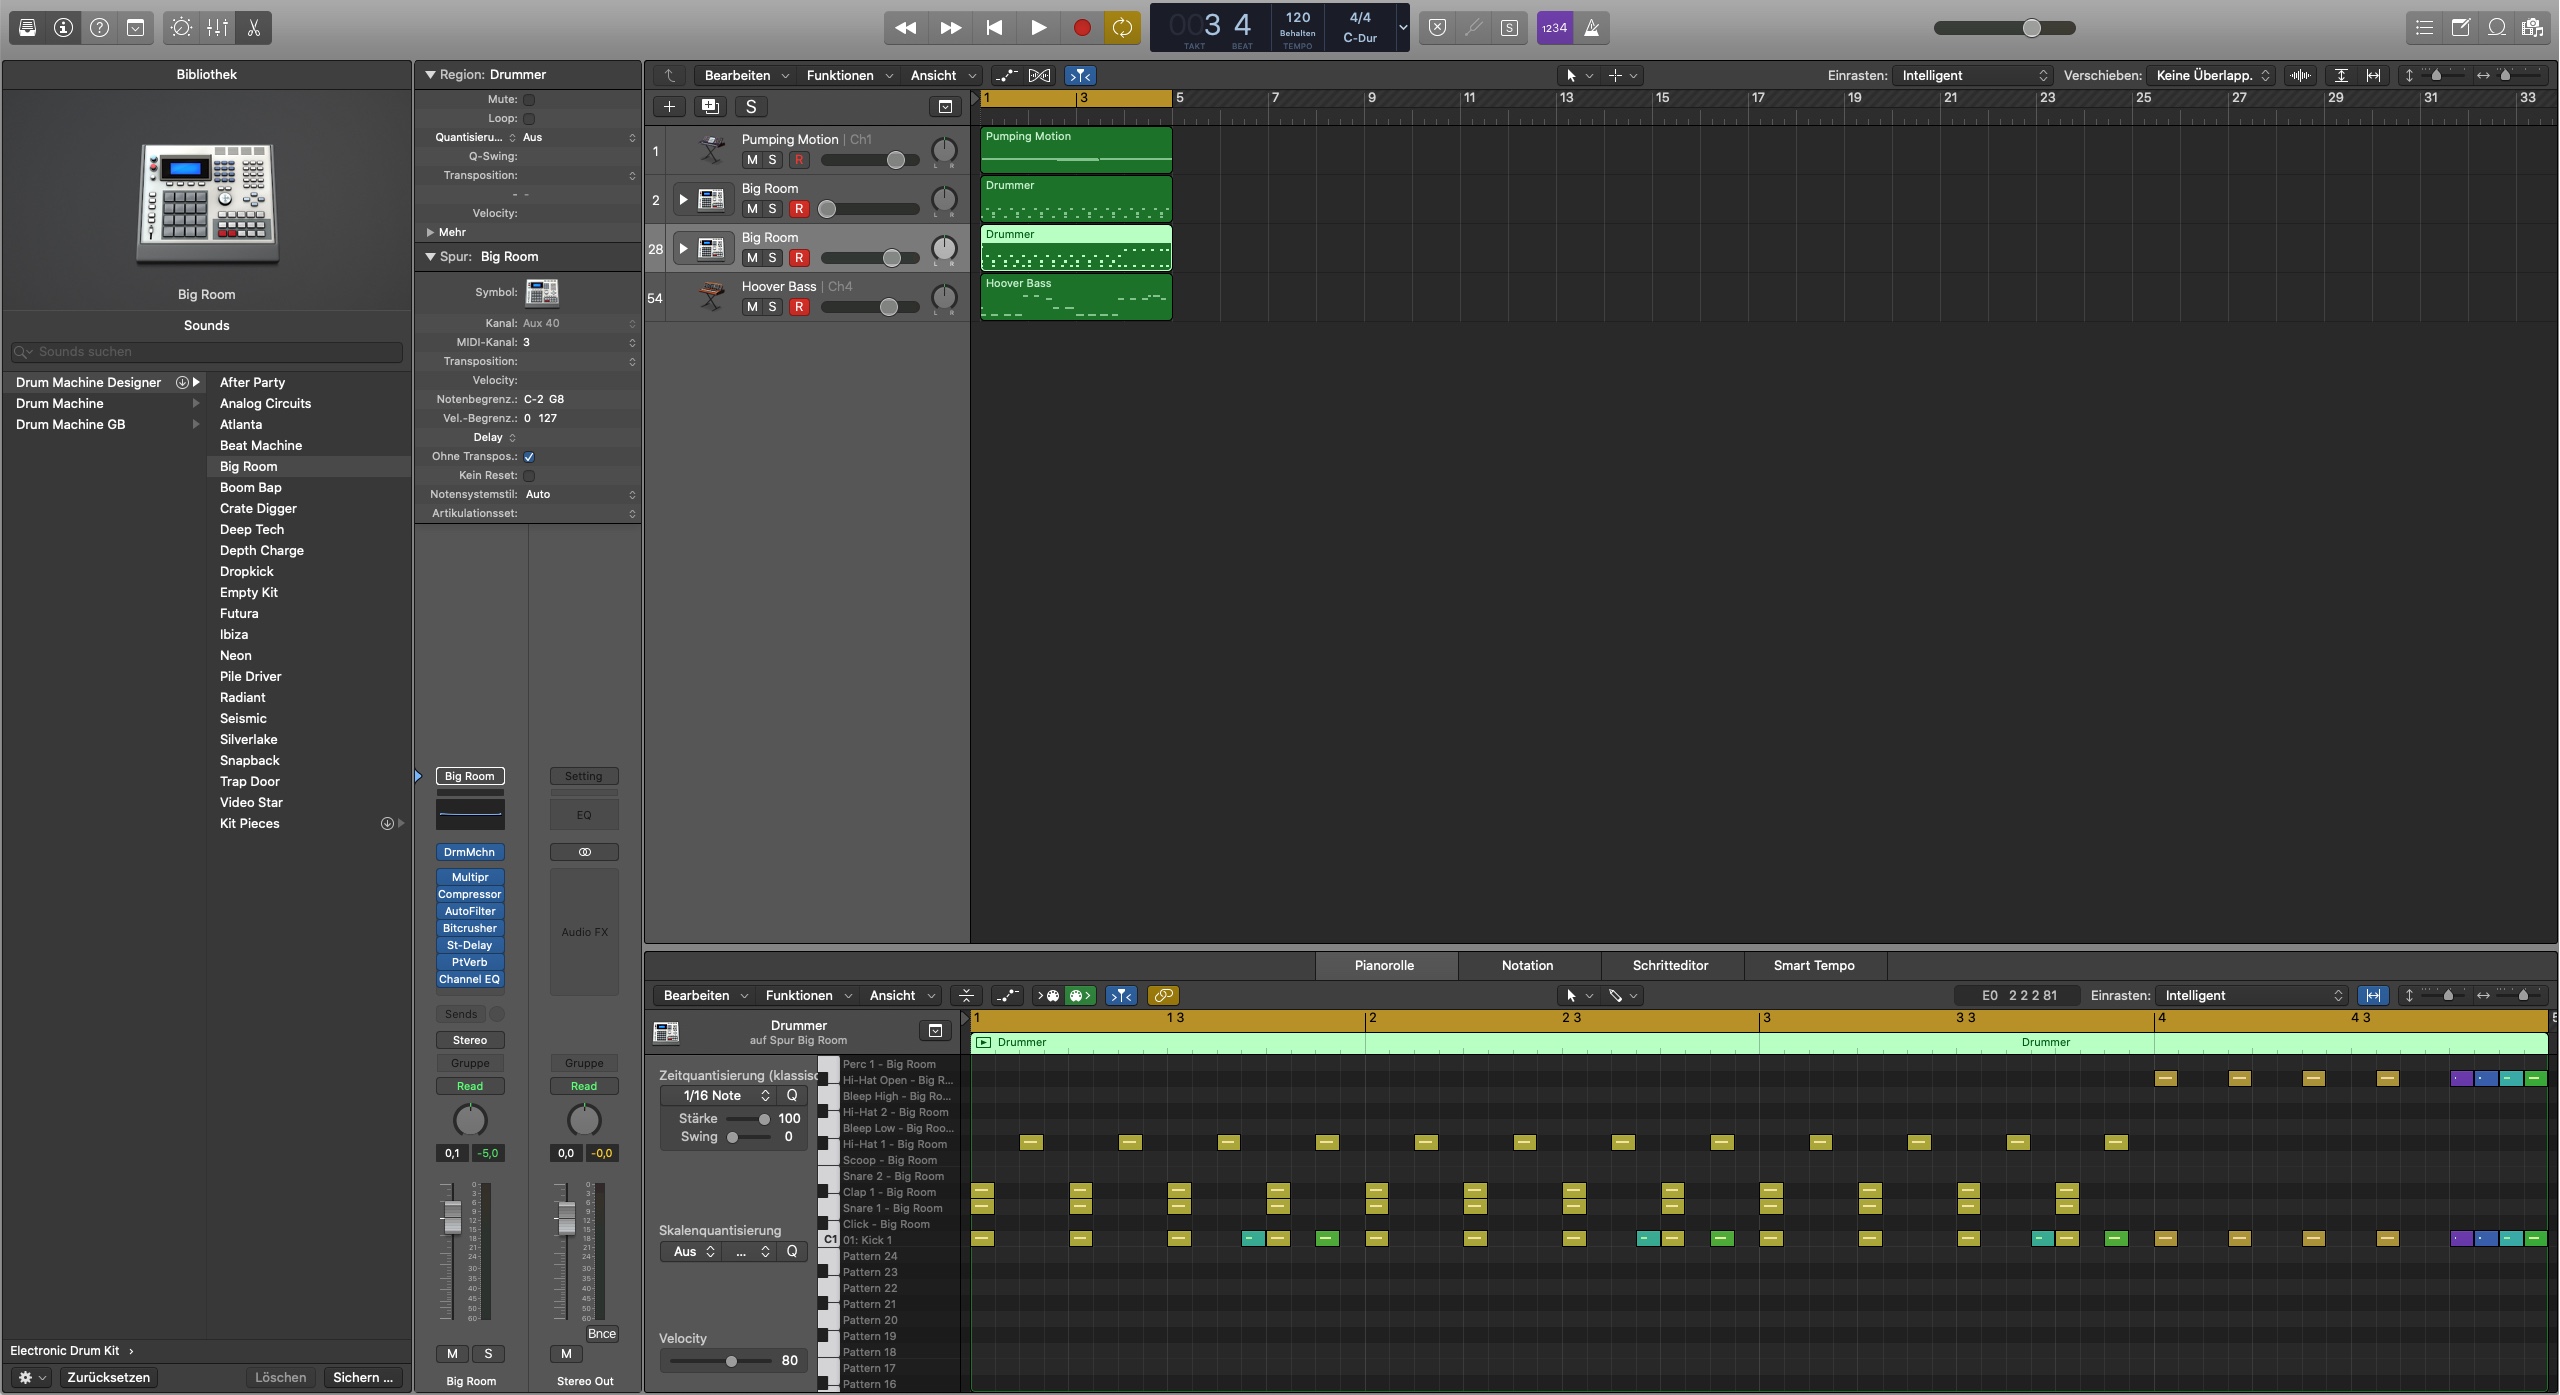 003 4
TAKT BEAT
120
Behalten
TEMPO
4/4
C-Dur
S
1234
Bibliothek
Big Room
Sounds
Sounds suchen
Drum Machine Designer
Drum Machine
Drum Machine GB
After Party
Analog Circuits
Atlanta
Beat Machine
Big Room
Boom Bap
Crate Digger
Deep Tech
Depth Charge
Dropkick
Empty Kit
Futura
Ibiza
Neon
Pile Driver
Radiant
Seismic
Silverlake
Snapback
Trap Door
Video Star
Kit Pieces
Electronic Drum Kit
Zurücksetzen
Löschen
Sichern ...
Region: Drummer
Mute:
Loop:
Quantisieru... Aus
Q-Swing:
Transposition:
- -
Velocity:
Mehr
Spur: Big Room
Symbol:
Kanal: Aux 40
MIDI-Kanal: 3
Transposition:
Velocity:
Notenbegrenz.: C-2 G8
Vel.-Begrenz.: 0 127
Delay
Ohne Transpos.:
Kein Reset:
Notensystemstil: Auto
Artikulationsset:
Big Room
Setting
EQ
DrmMchn
Multipr
Compressor
AutoFilter
Bitcrusher
St-Delay
PtVerb
Channel EQ
Audio FX
Sends
Stereo
Gruppe
Gruppe
Read
Read
0,1 -5,0
0,0 -0,0
Bnce
M S
M
Big Room
Stereo Out
Bearbeiten Funktionen Ansicht
Einrasten: Intelligent
Verschieben: Keine Überlapp.
S
1 3 5 7 9 11 13 15 17 19 21 23 25 27 29 31 33
1
Pumping Motion | Ch1
M S R
L R
Pumping Motion
2
Big Room
M S R
L R
Drummer
28
Big Room
M S R
L R
Drummer
54
Hoover Bass | Ch4
M S R
L R
Hoover Bass
Pianorolle Notation Schritteditor Smart Tempo
Bearbeiten Funktionen Ansicht
E0 2 2 2 81
Einrasten: Intelligent
Drummer
auf Spur Big Room
1 1 3 2 2 3 3 3 3 4 4 3
Drummer
Drummer
Zeitquantisierung (klassisc
1/16 Note Q
Stärke 100
Swing 0
Skalenquantisierung
Aus ... Q
Velocity
80
C1
Perc 1 - Big Room
Hi-Hat Open - Big R...
Bleep High - Big Ro...
Hi-Hat 2 - Big Room
Bleep Low - Big Roo...
Hi-Hat 1 - Big Room
Scoop - Big Room
Snare 2 - Big Room
Clap 1 - Big Room
Snare 1 - Big Room
Click - Big Room
01: Kick 1
Pattern 24
Pattern 23
Pattern 22
Pattern 21
Pattern 20
Pattern 19
Pattern 18
Pattern 17
Pattern 16